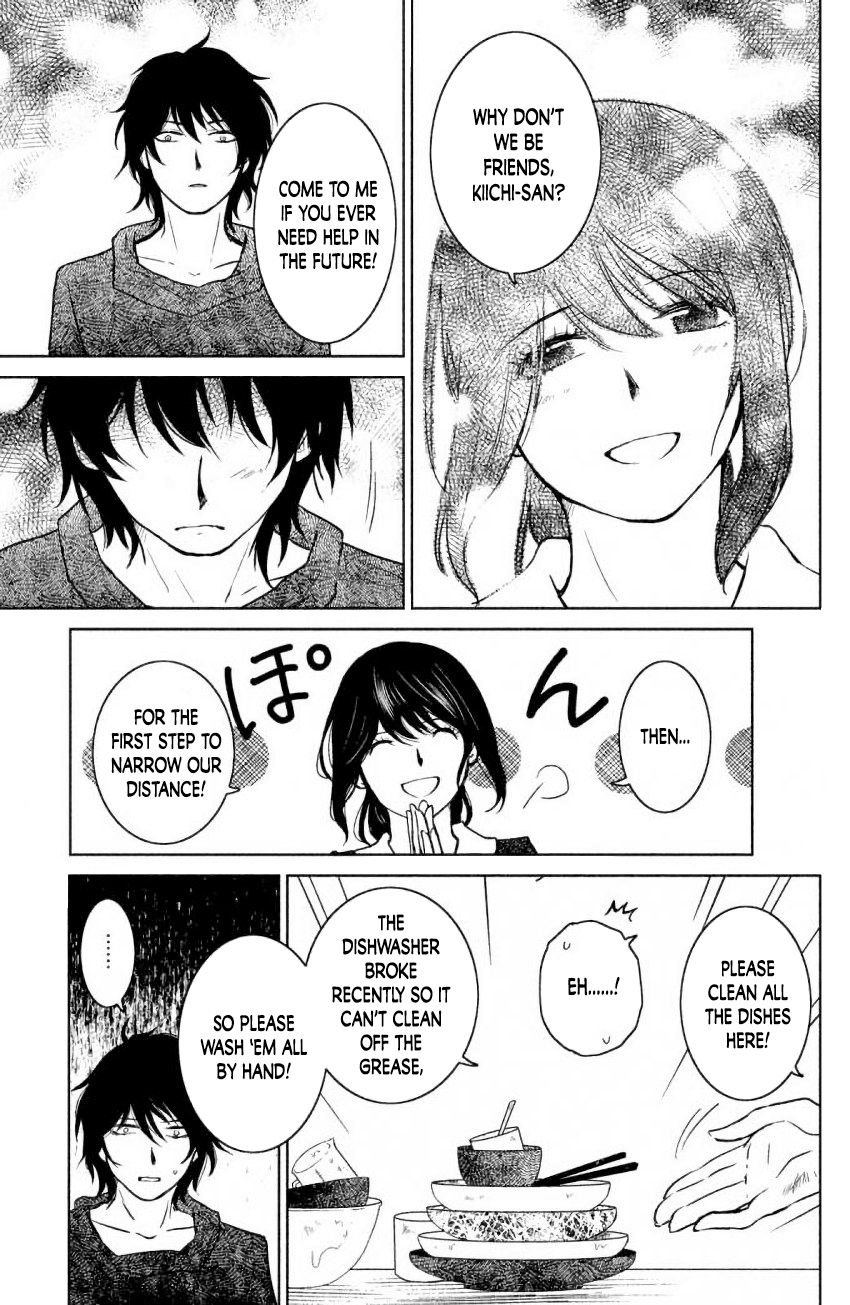 WHY DON'T
WE BE
FRIENDS,
KIICHI-SAN?
COME TO ME
IF YOU EVER
NEED HELP IN
THE FUTURE!
THEN...
ぽん
FOR THE
FIRST STEP TO
NARROW OUR
DISTANCE!
PLEASE
CLEAN ALL
THE DISHES
HERE!
EH......!
THE
DISHWASHER
BROKE
RECENTLY SO IT
CAN'T CLEAN
OFF THE
GREASE,
SO PLEASE
WASH 'EM ALL
BY HAND!
........